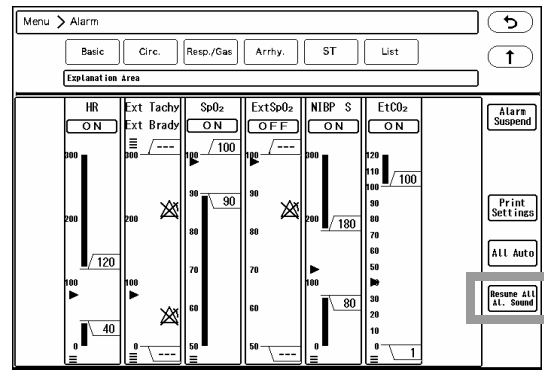 Menu > Alarm
Basic Circ. Resp./Gas Arrhy. ST List
Explanation Area
HR Ext Tachy SpO₂ ExtSpO₂ NIBP S EtCO₂
ON Ext Brady ON OFF ON ON
Alarm
Suspend
300 --- 100 100 --- 300 120
110
100 100
90 90 90
200 200 80 80 200 180 80
70
Print
Settings
60
120 70 70 50
All Auto
100 100 100 40
30
60 60 80
Resume All
Al. Sound
40 20
10
0 0 --- 50 50 --- 0 0 1